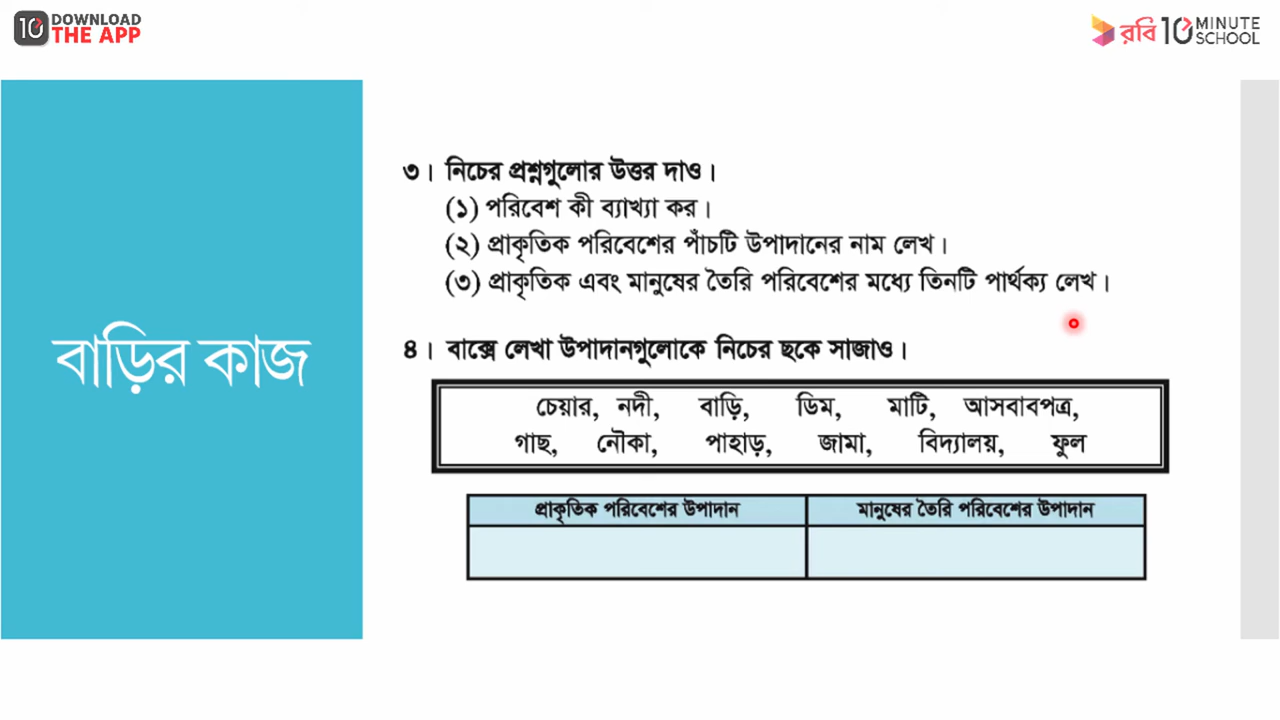 10 DOWNLOAD THE APP
রবি 10 MINUTE SCHOOL
বাড়ির কাজ
৩। নিচের প্রশ্নগুলোর উত্তর দাও।
(১) পরিবেশ কী ব্যাখ্যা কর।
(২) প্রাকৃতিক পরিবেশের পাঁচটি উপাদানের নাম লেখ।
(৩) প্রাকৃতিক এবং মানুষের তৈরি পরিবেশের মধ্যে তিনটি পার্থক্য লেখ।
৪। বাক্সে লেখা উপাদানগুলোকে নিচের ছকে সাজাও।
চেয়ার, নদী, বাড়ি, ডিম, মাটি, আসবাবপত্র,
গাছ, নৌকা, পাহাড়, জামা, বিদ্যালয়, ফুল
প্রাকৃতিক পরিবেশের উপাদান মানুষের তৈরি পরিবেশের উপাদান